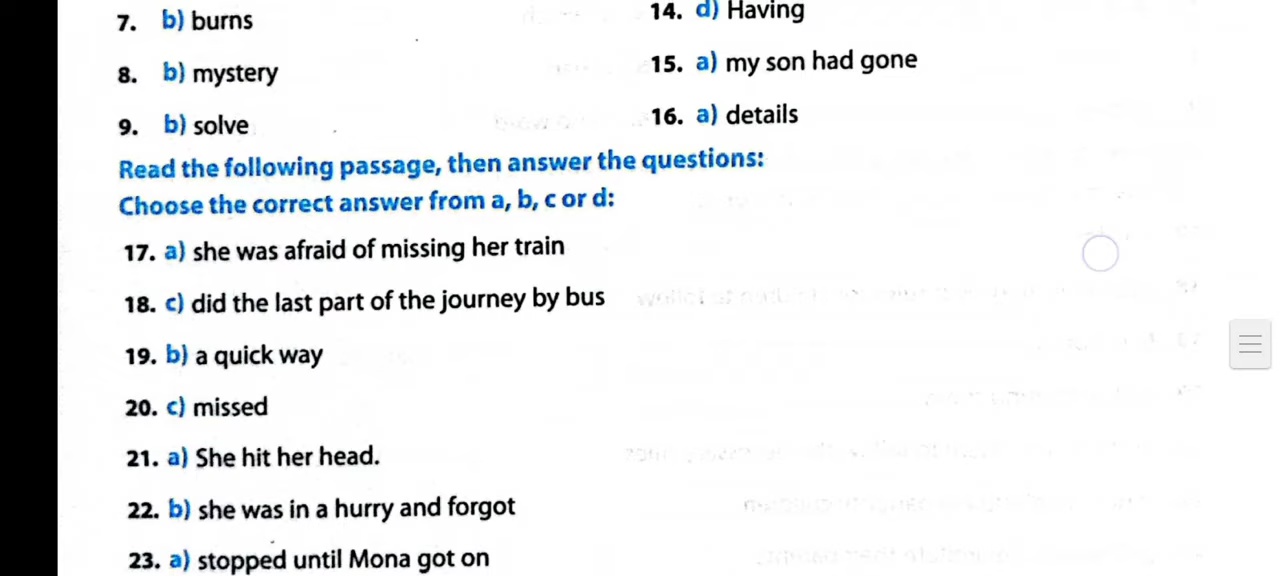 7. b) burns
8. b) mystery
9. b) solve
14. d) Having
15. a) my son had gone
16. a) details
Read the following passage, then answer the questions:
Choose the correct answer from a, b, c or d:
17. a) she was afraid of missing her train
18. c) did the last part of the journey by bus
19. b) a quick way
20. c) missed
21. a) She hit her head.
22. b) she was in a hurry and forgot
23. a) stopped until Mona got on